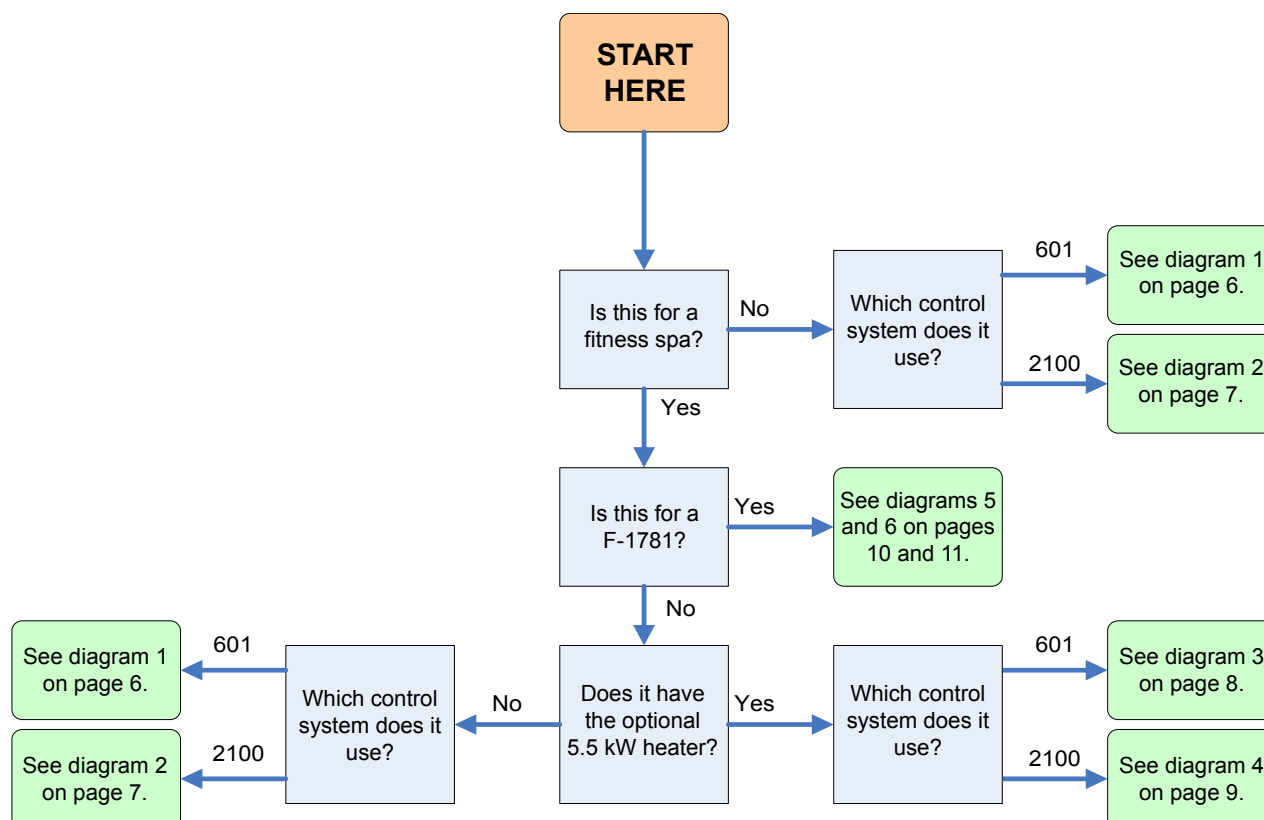 START
HERE
Is this for a
fitness spa?
No
Which control
system does it
use?
601
See diagram 1
on page 6.
2100
See diagram 2
on page 7.
Yes
Is this for a
F-1781?
Yes
See diagrams 5
and 6 on pages
10 and 11.
No
Does it have
the optional
5.5 kW heater?
No
Which control
system does it
use?
601
See diagram 1
on page 6.
2100
See diagram 2
on page 7.
Yes
Which control
system does it
use?
601
See diagram 3
on page 8.
2100
See diagram 4
on page 9.